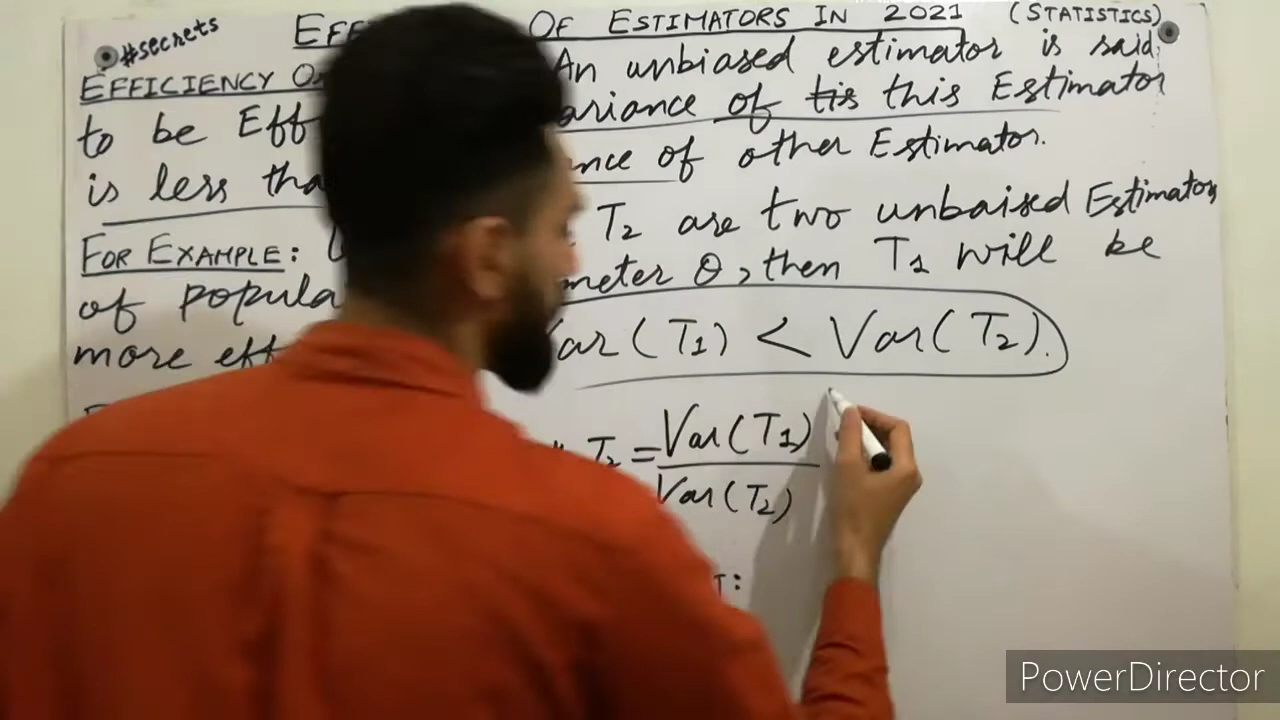 #secrets
EFF OF ESTIMATORS IN 2021 (STATISTICS)
EFFICIENCY O An unbiased estimator is said
to be Eff ariance of tis this Estimator
is less tha nce of other Estimator.
FOR EXAMPLE: T2 are two unbaised Estimators
of popula meter θ, then T1 will be
more eff Var(T1) < Var(T2).
T2 = Var(T1)
Var(T2)
T:
PowerDirector